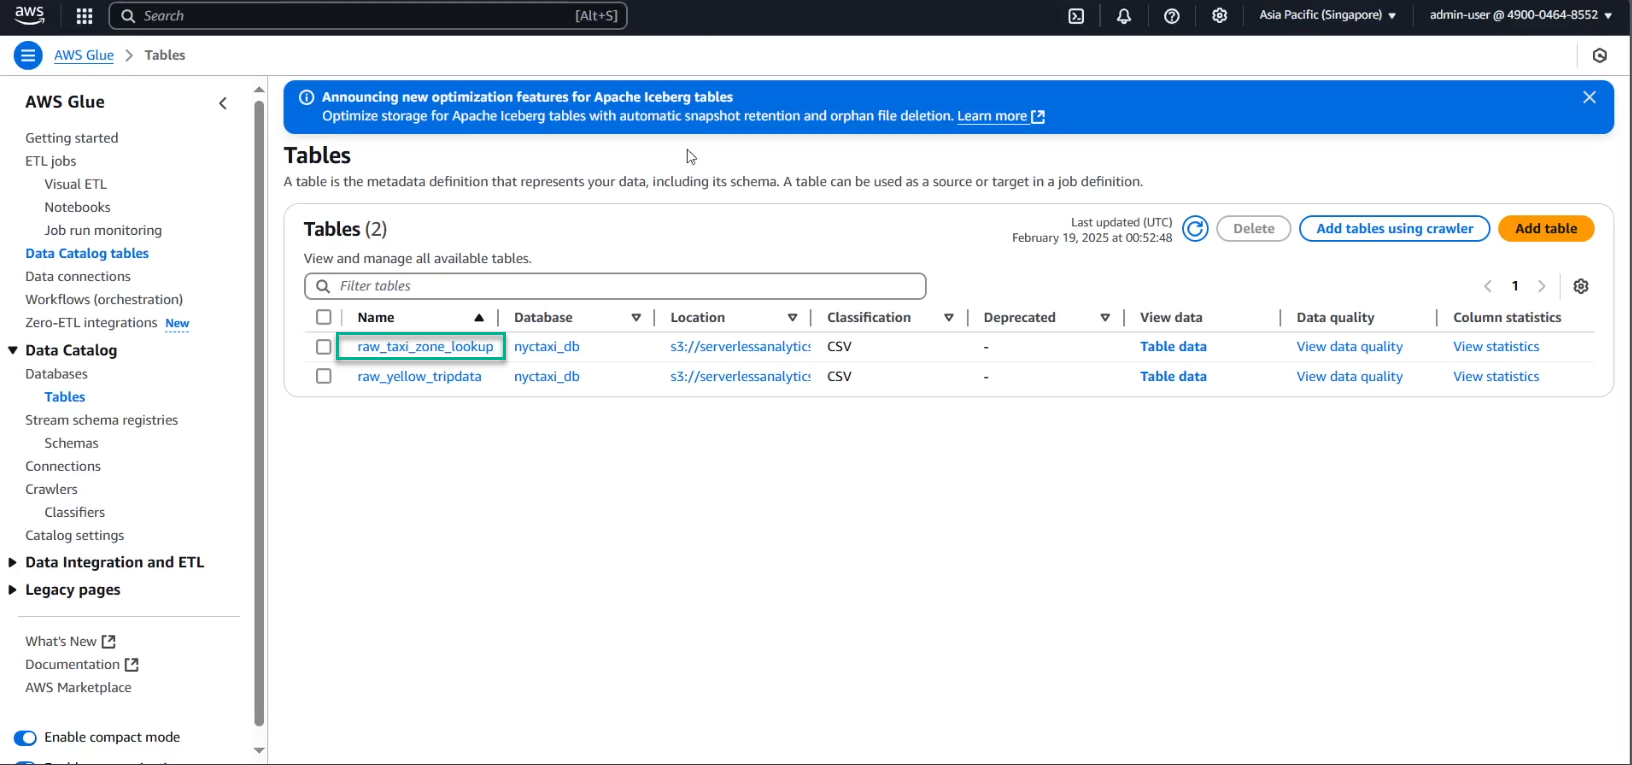 aws Search [Alt+S] Asia Pacific (Singapore) admin-user @ 4900-0464-8552
AWS Glue Tables
AWS Glue
Getting started
ETL jobs
Visual ETL
Notebooks
Job run monitoring
Data Catalog tables
Data connections
Workflows (orchestration)
Zero-ETL integrations New
Data Catalog
Databases
Tables
Stream schema registries
Schemas
Connections
Crawlers
Classifiers
Catalog settings
Data Integration and ETL
Legacy pages
What's New
Documentation
AWS Marketplace
Enable compact mode
Announcing new optimization features for Apache Iceberg tables
Optimize storage for Apache Iceberg tables with automatic snapshot retention and orphan file deletion. Learn more
Tables
A table is the metadata definition that represents your data, including its schema. A table can be used as a source or target in a job definition.
Tables (2)
Last updated (UTC)
February 19, 2025 at 00:52:48
Delete Add tables using crawler Add table
View and manage all available tables.
Filter tables
1
Name Database Location Classification Deprecated View data Data quality Column statistics
raw_taxi_zone_lookup nyctaxi_db s3://serverlessanalytics CSV - Table data View data quality View statistics
raw_yellow_tripdata nyctaxi_db s3://serverlessanalytics CSV - Table data View data quality View statistics